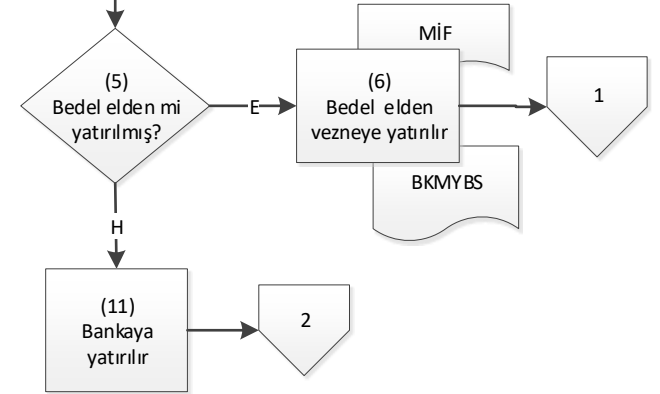 MİF
(5)
Bedel elden mi
yatırılmış?
E
(6)
Bedel elden
vezneye yatırılır
1
BKMYBS
H
(11)
Bankaya
yatırılır
2